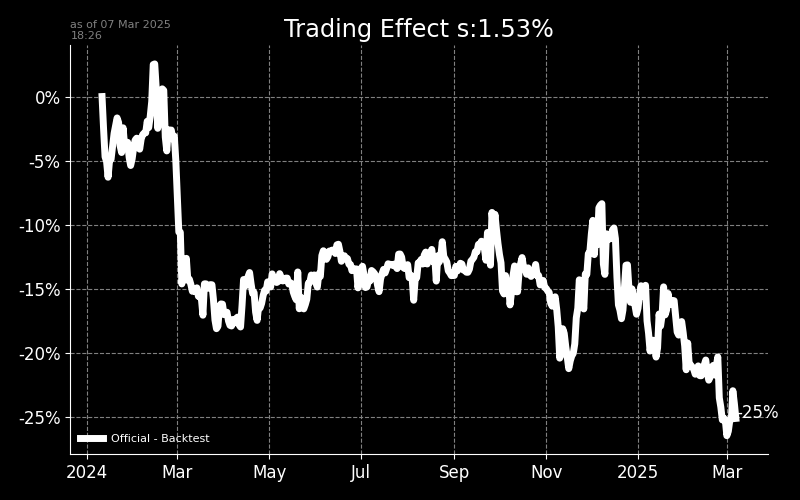 as of 07 Mar 2025
18:26
Trading Effect s:1.53%
0%
-5%
-10%
-15%
-20%
-25%
-25%
Official - Backtest
2024 Mar May Jul Sep Nov 2025 Mar